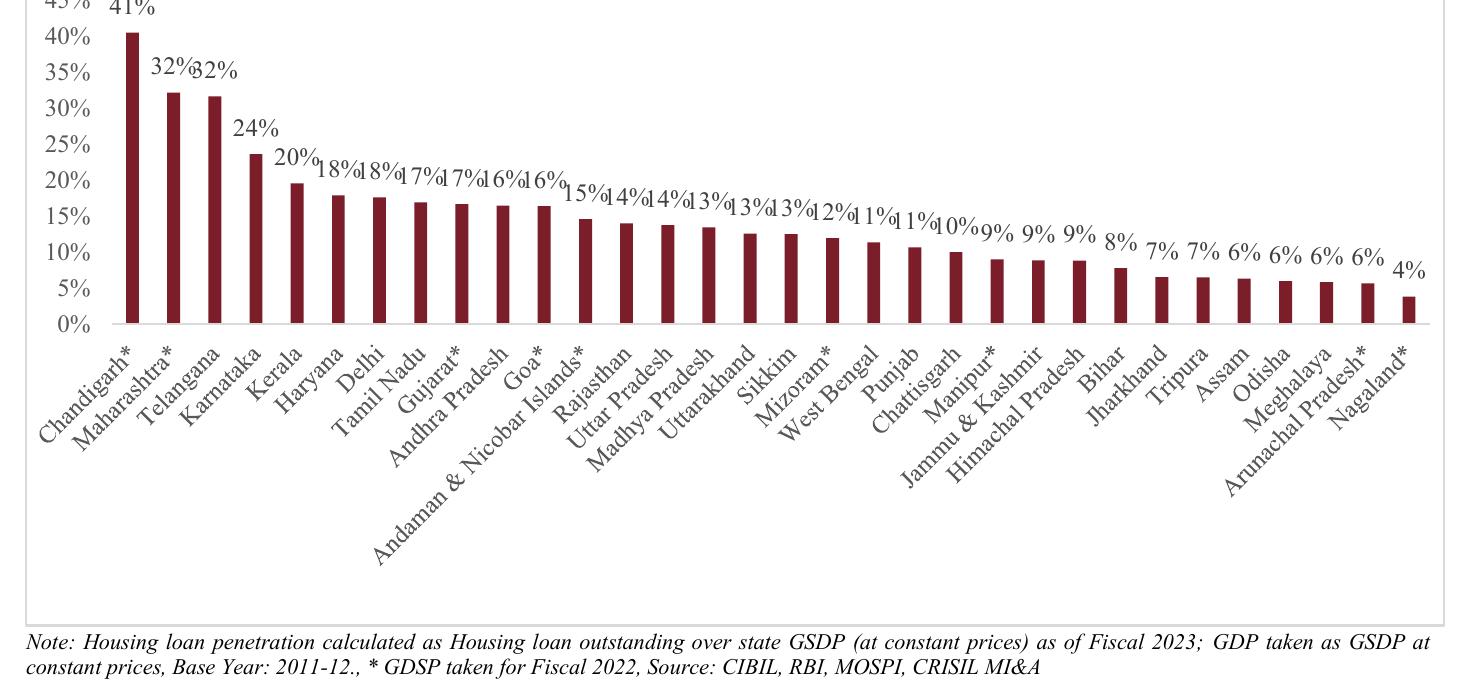 45%
41%
40%
35%
30%
25%
20%
15%
10%
5%
0%
32%
32%
24%
20%
18%
18%
17%
17%
16%
16%
15%
14%
14%
13%
13%
13%
12%
11%
11%
10%
9%
9%
9%
8%
7%
7%
6%
6%
6%
6%
4%
Chandigarh*
Maharashtra*
Telangana
Karnataka
Kerala
Haryana
Delhi
Tamil Nadu
Gujarat*
Andhra Pradesh
Goa*
Andaman & Nicobar Islands*
Rajasthan
Uttar Pradesh
Madhya Pradesh
Uttarakhand
Sikkim
Mizoram*
West Bengal
Punjab
Chattisgarh
Manipur*
Jammu & Kashmir
Himachal Pradesh
Bihar
Jharkhand
Tripura
Assam
Odisha
Meghalaya
Arunachal Pradesh*
Nagaland*
Note: Housing loan penetration calculated as Housing loan outstanding over state GSDP (at constant prices) as of Fiscal 2023; GDP taken as GSDP at
constant prices, Base Year: 2011-12., * GDSP taken for Fiscal 2022, Source: CIBIL, RBI, MOSPI, CRISIL MI&A